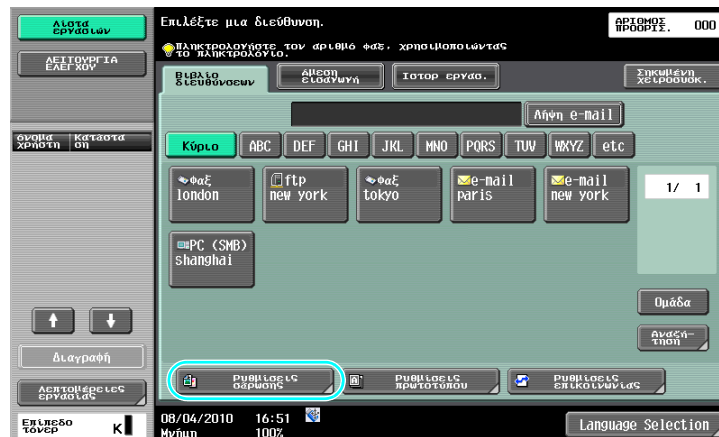 Λίστα
εργασιών
ΛΕΙΤΟΥΡΓΙΑ
ΕΛΕΓΧΟΥ
όνομα
χρήστη
Κατάστα
ση
Διαγραφή
Λεπτομέρειες
εργασίας
Επίπεδο
τόνερ
K
Επιλέξτε μια διεύθυνση.
ΑΡΙΘΜΟΣ
ΠΡΟΟΡΙΣ.
000
Πληκτρολογήστε τον αριθμό φαξ, χρησιμοποιώντας
το πληκτρολόγιο.
Βιβλίο
διευθύνσεων
άμεση
εισαγωγή
Ιστορ εργασ.
Σηκωμένη
χειροσυσκ.
Λήψη e-mail
Κύριο
ABC
DEF
GHI
JKL
MNO
PQRS
TUV
WXYZ
etc
φαξ
london
ftp
new york
φαξ
tokyo
e-mail
paris
e-mail
new york
1/ 1
PC (SMB)
shanghai
Ομάδα
Αναζή-
τηση
Ρυθμίσεις
σάρωσης
Ρυθμίσεις
πρωτοτύπου
Ρυθμίσεις
επικοινωνίας
08/04/2010 16:51
Μνήμη 100%
Language Selection